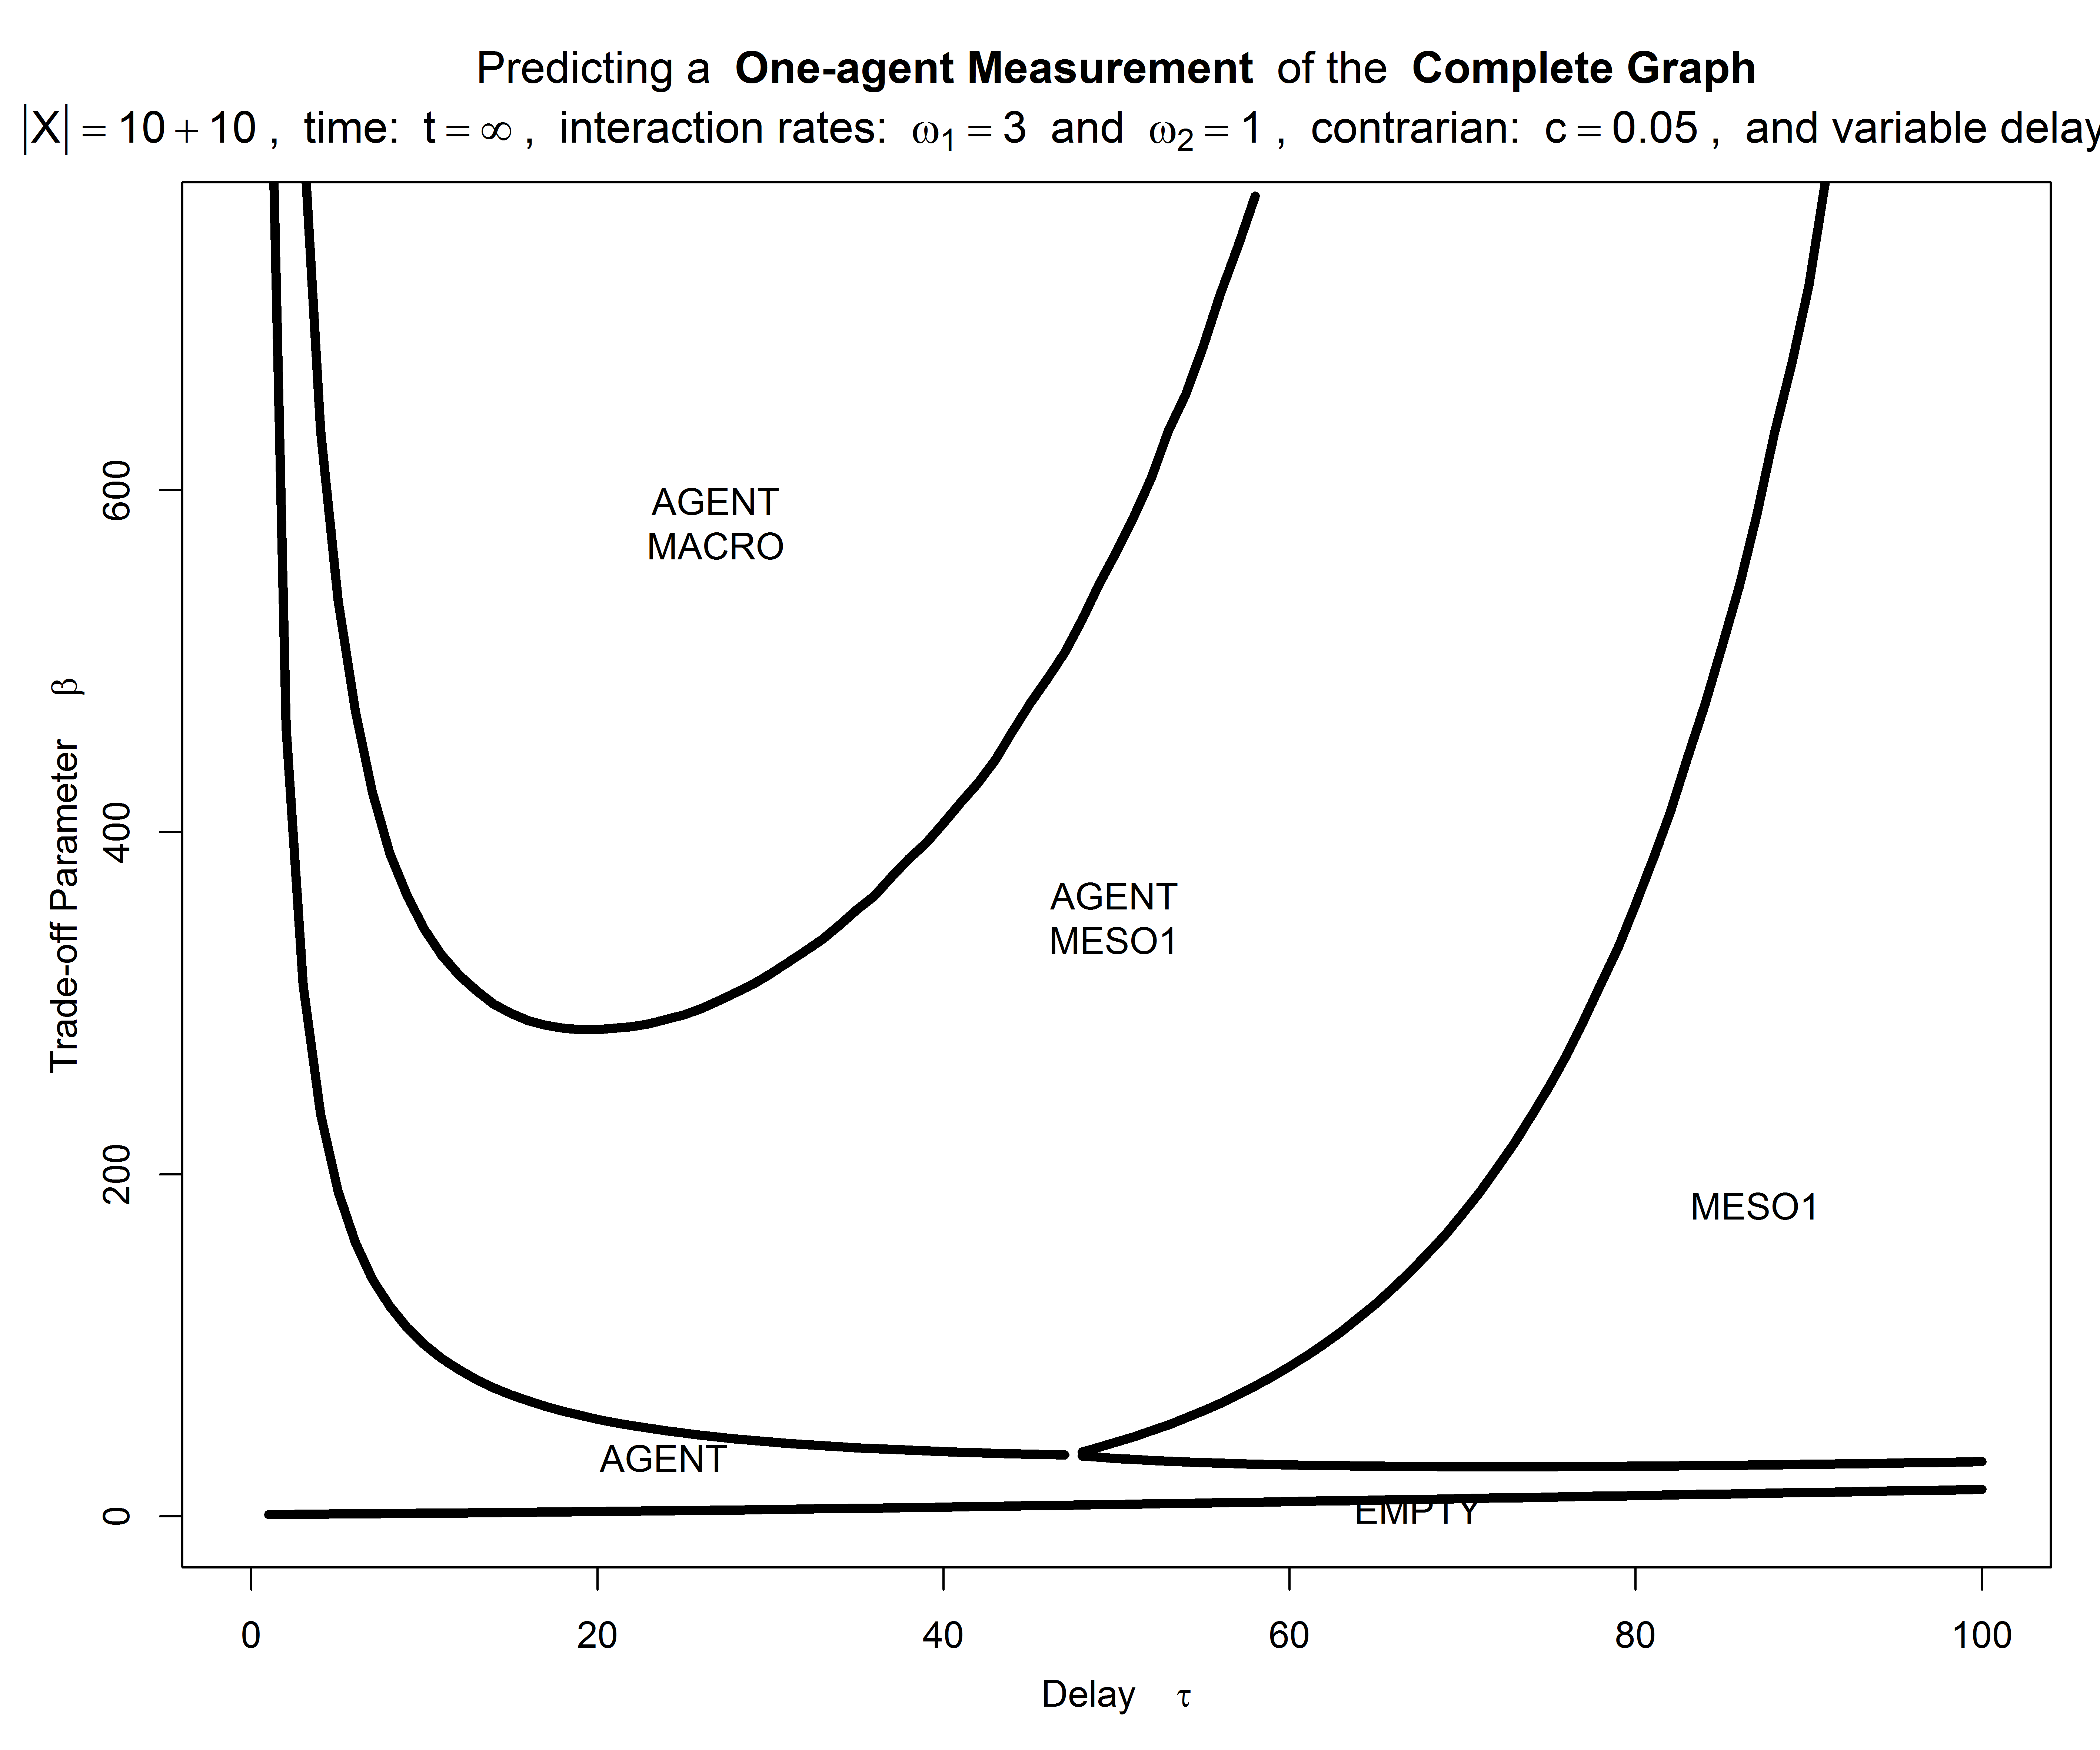 Predicting a One-agent Measurement of the Complete Graph
|X| = 10 + 10 , time: t = ∞ , interaction rates: ω1 = 3 and ω2 = 1 , contrarian: c = 0.05 , and variable delay
AGENT
MACRO
AGENT
MESO1
MESO1
AGENT
EMPTY
Trade-off Parameter β
600
400
200
0
0 20 40 60 80 100
Delay τ